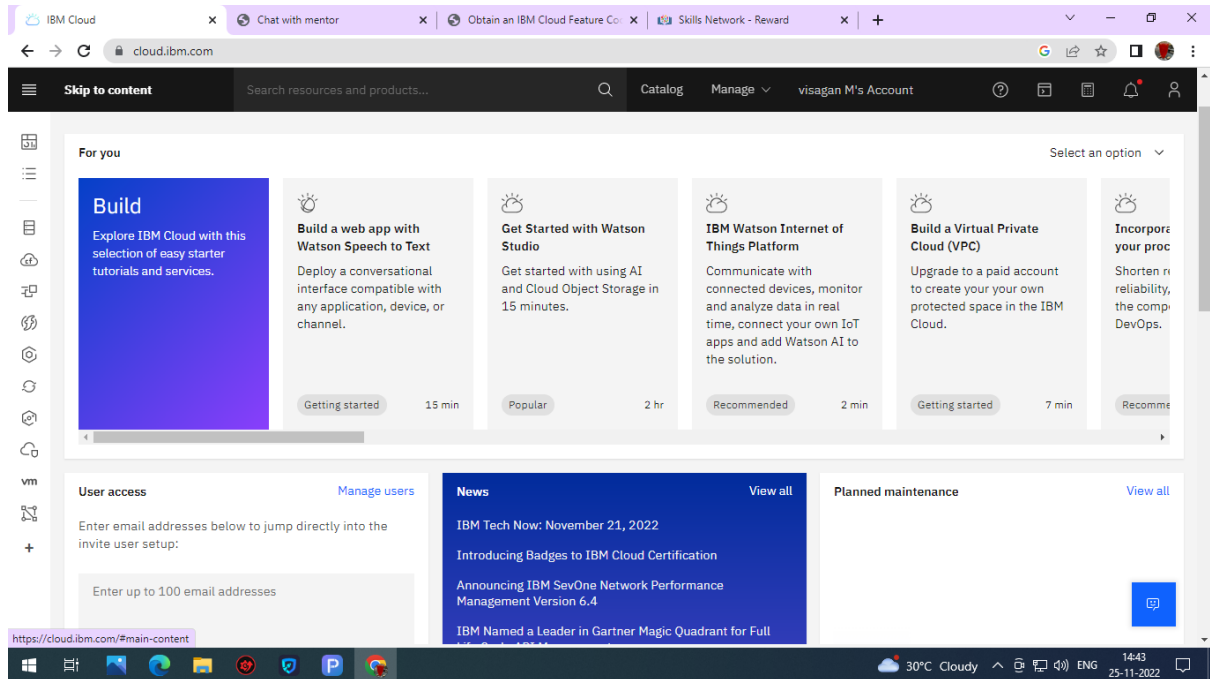 IBM Cloud
Chat with mentor
Obtain an IBM Cloud Feature Co
Skills Network - Reward
cloud.ibm.com
Skip to content
Search resources and products...
Catalog
Manage
visagan M's Account
For you
Select an option
Build
Explore IBM Cloud with this
selection of easy starter
tutorials and services.
Build a web app with
Watson Speech to Text
Deploy a conversational
interface compatible with
any application, device, or
channel.
Getting started 15 min
Get Started with Watson
Studio
Get started with using AI
and Cloud Object Storage in
15 minutes.
Popular 2 hr
IBM Watson Internet of
Things Platform
Communicate with
connected devices, monitor
and analyze data in real
time, connect your own IoT
apps and add Watson AI to
the solution.
Recommended 2 min
Build a Virtual Private
Cloud (VPC)
Upgrade to a paid account
to create your your own
protected space in the IBM
Cloud.
Getting started 7 min
Incorpora
your proc
Shorten re
reliability,
the comp
DevOps.
Recomme
vm
User access Manage users
Enter email addresses below to jump directly into the
invite user setup:
Enter up to 100 email addresses
News View all
IBM Tech Now: November 21, 2022
Introducing Badges to IBM Cloud Certification
Announcing IBM SevOne Network Performance
Management Version 6.4
IBM Named a Leader in Gartner Magic Quadrant for Full
Planned maintenance View all
https://cloud.ibm.com/#main-content
30°C Cloudy
ENG
14:43
25-11-2022